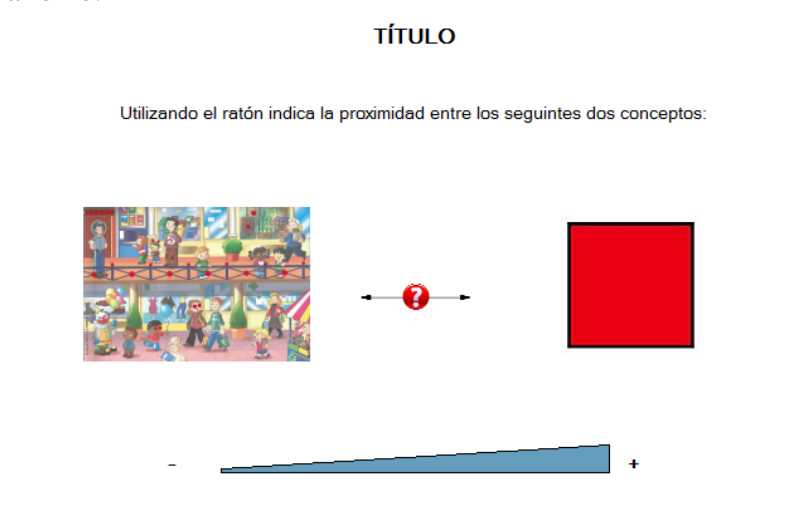 TÍTULO
Utilizando el ratón indica la proximidad entre los seguintes dos conceptos:
?
- +